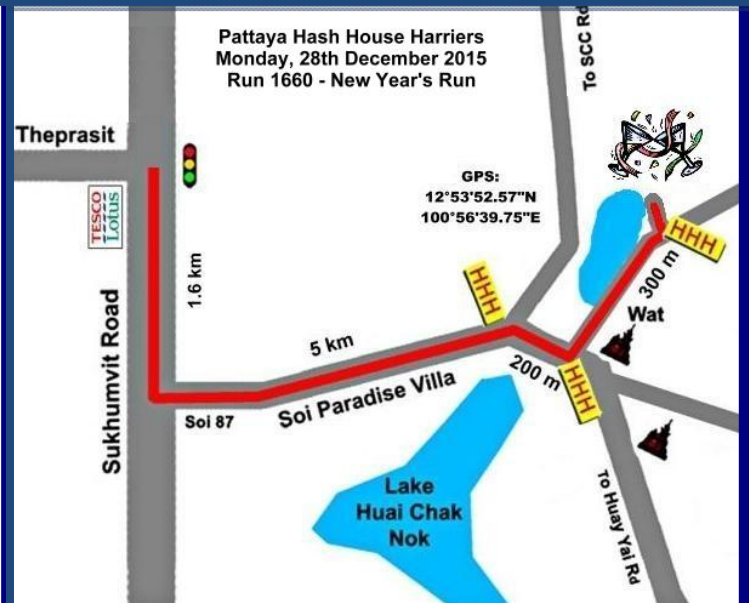 Pattaya Hash House Harriers
Monday, 28th December 2015
Run 1660 - New Year's Run
To SCC Rd
Theprasit
TESCO
Lotus
GPS:
12°53'52.57"N
100°56'39.75"E
HHH
1.6 km
HHH
300 m
Wat
5 km
200 m
Sukhumvit Road
Soi 87
Soi Paradise Villa
HHH
Lake
Huai Chak
Nok
To Huay Yai Rd